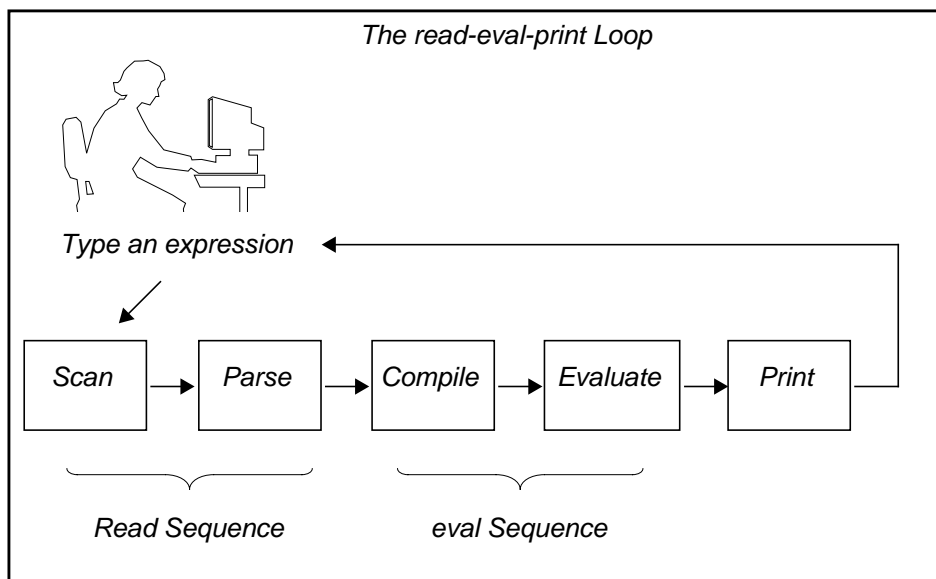 The read-eval-print Loop
Type an expression
Scan
Parse
Compile
Evaluate
Print
Read Sequence
eval Sequence